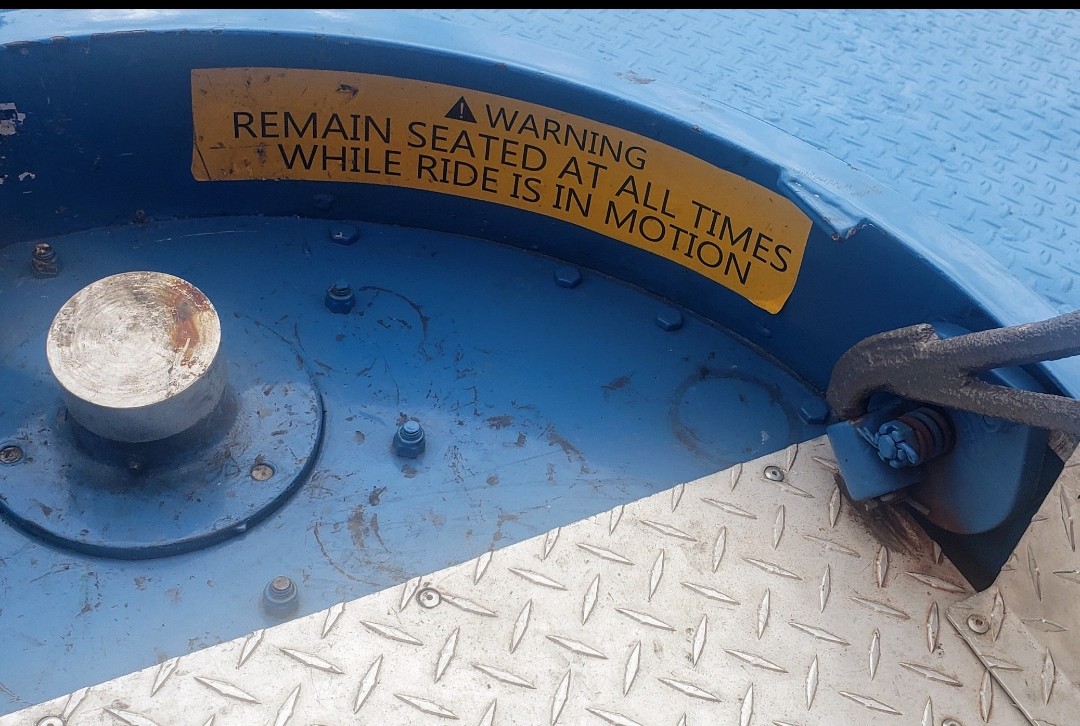 WARNING
REMAIN SEATED AT ALL TIMES
WHILE RIDE IS IN MOTION